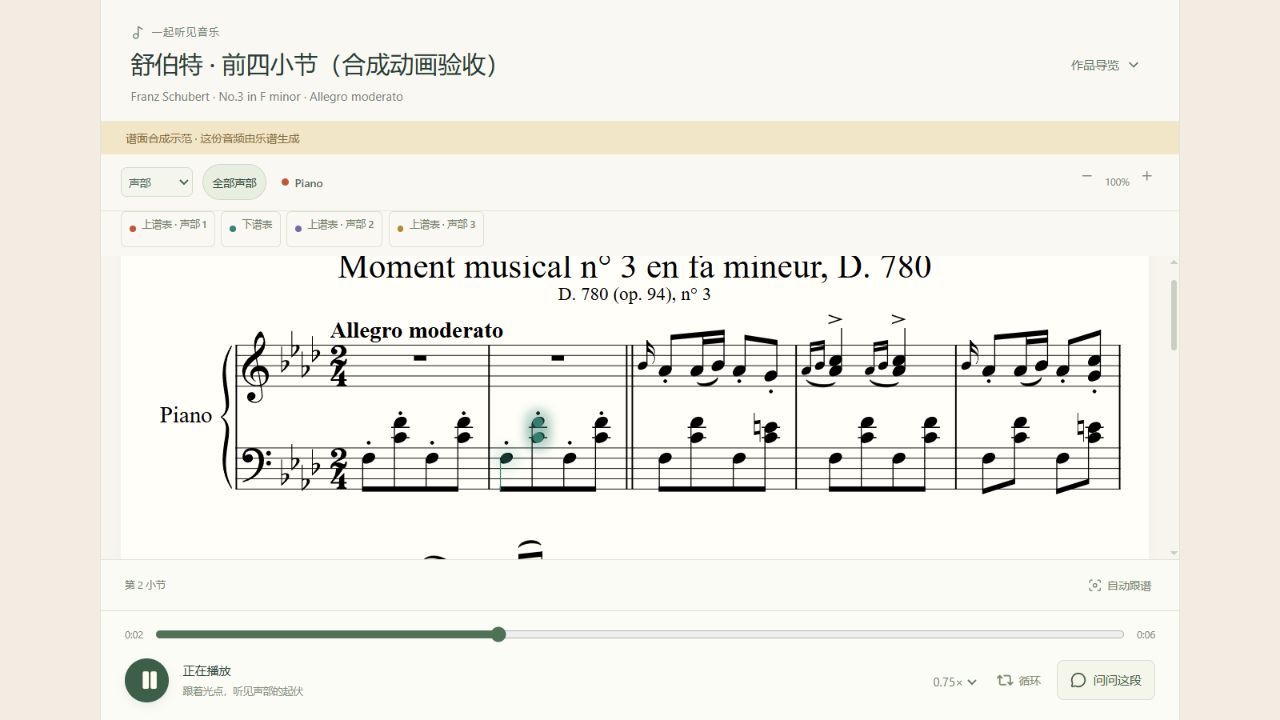 一起听见音乐
舒伯特 · 前四小节（合成动画验收）
作品导览
Franz Schubert · No.3 in F minor · Allegro moderato
谱面合成示范 · 这份音频由乐谱生成
声部
全部声部
Piano
100%
上谱表 · 声部 1
下谱表
上谱表 · 声部 2
上谱表 · 声部 3
Moment musical n° 3 en fa mineur, D. 780
D. 780 (op. 94), n° 3
Allegro moderato
Piano
第 2 小节
自动跟谱
0:02
0:06
正在播放
跟着光点，听见声部的起伏
0.75×
循环
问问这段